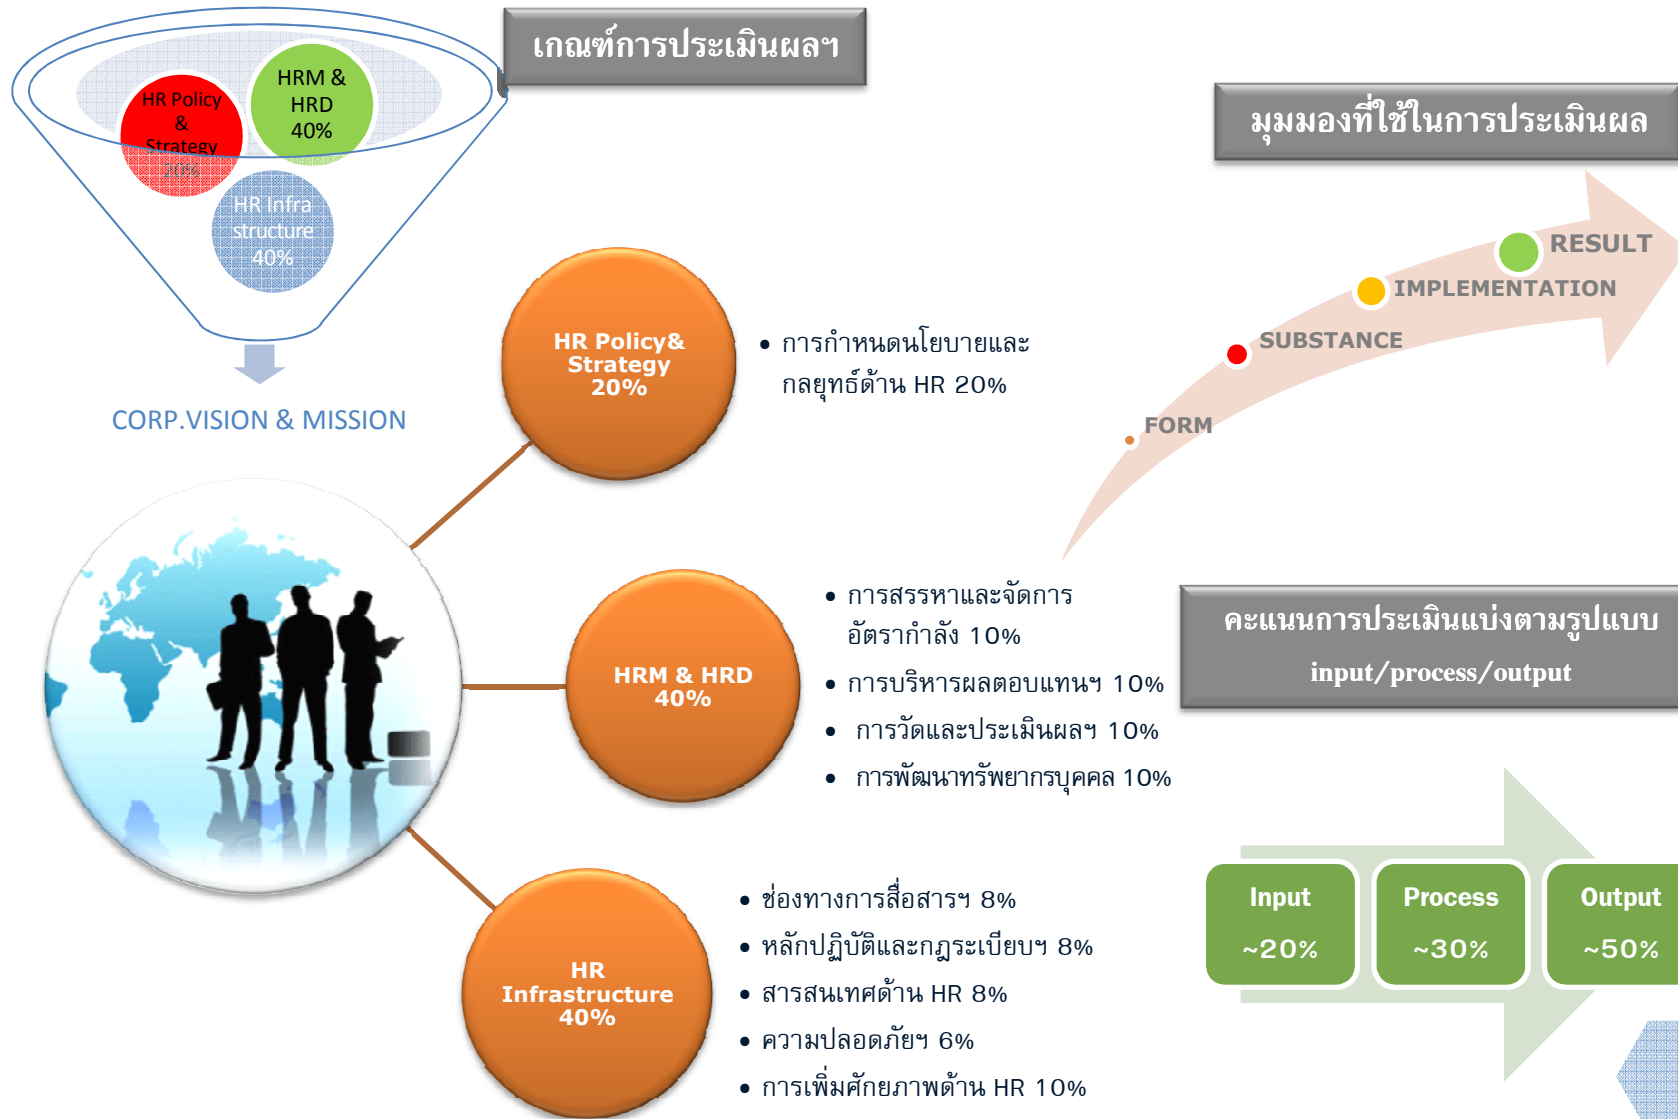 เกณฑ์การประเมินผลฯ
HR Policy
&
Strategy
20%
HRM &
HRD
40%
HR Infra
structure
40%
CORP.VISION & MISSION
HR Policy&
Strategy
20%
• การกำหนดนโยบายและ
กลยุทธ์ด้าน HR 20%
HRM & HRD
40%
• การสรรหาและจัดการ
อัตรากำลัง 10%
• การบริหารผลตอบแทนฯ 10%
• การวัดและประเมินผลฯ 10%
• การพัฒนาทรัพยากรบุคคล 10%
HR
Infrastructure
40%
• ช่องทางการสื่อสารฯ 8%
• หลักปฏิบัติและกฎระเบียบฯ 8%
• สารสนเทศด้าน HR 8%
• ความปลอดภัยฯ 6%
• การเพิ่มศักยภาพด้าน HR 10%
มุมมองที่ใช้ในการประเมินผล
RESULT
IMPLEMENTATION
SUBSTANCE
FORM
คะแนนการประเมินแบ่งตามรูปแบบ
input/process/output
Input
~20%
Process
~30%
Output
~50%